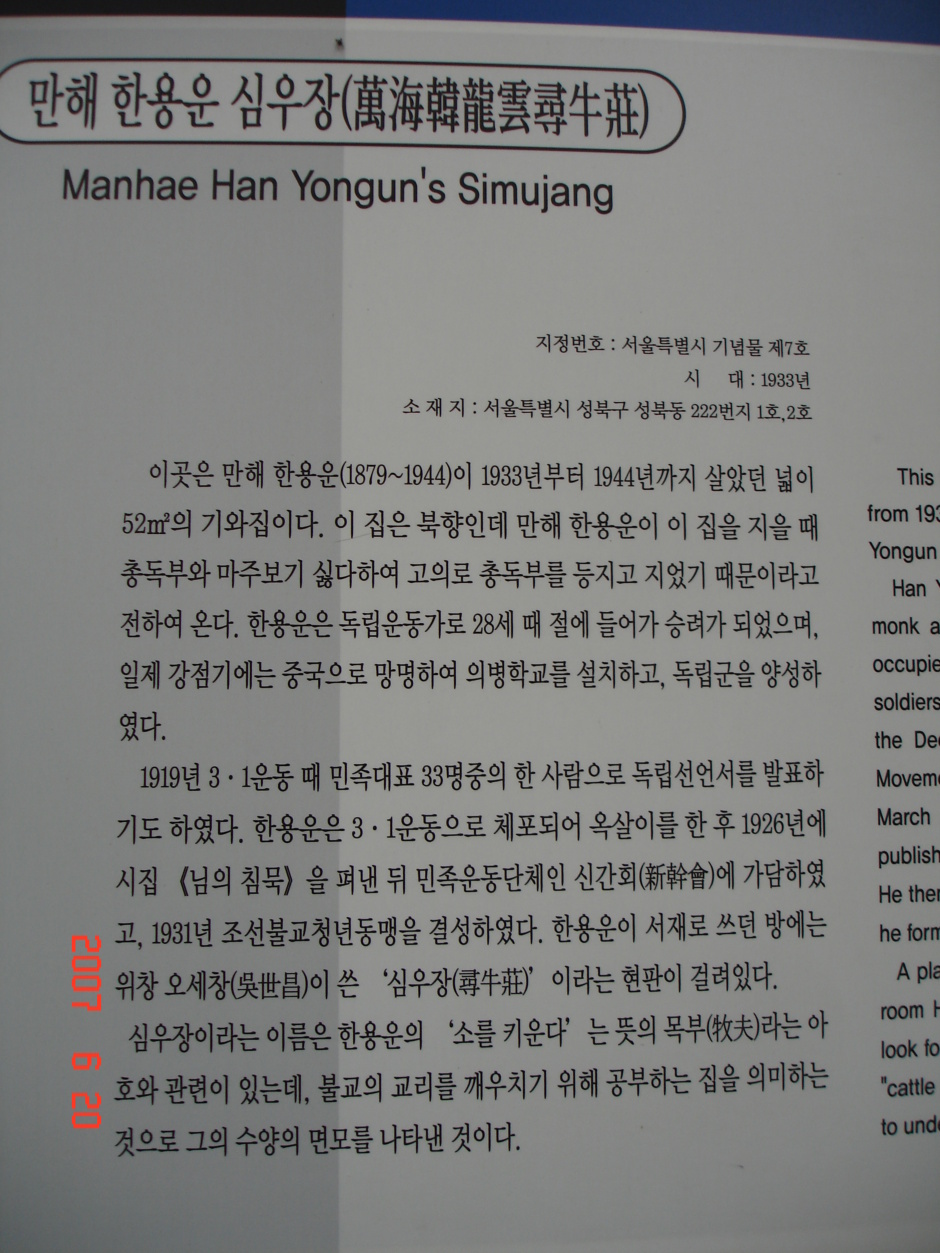 만해 한용운 심우장(萬海韓龍雲尋牛莊)
Manhae Han Yongun's Simujang
지정번호 : 서울특별시 기념물 제7호
시 대 : 1933년
소 재 지 : 서울특별시 성북구 성북동 222번지 1호,2호
이곳은 만해 한용운(1879~1944)이 1933년부터 1944년까지 살았던 넓이
52㎡의 기와집이다. 이 집은 북향인데 만해 한용운이 이 집을 지을 때
총독부와 마주보기 싫다하여 고의로 총독부를 등지고 지었기 때문이라고
전하여 온다. 한용운은 독립운동가로 28세 때 절에 들어가 승려가 되었으며,
일제 강점기에는 중국으로 망명하여 의병학교를 설치하고, 독립군을 양성하
였다.
1919년 3·1운동 때 민족대표 33명중의 한 사람으로 독립선언서를 발표하
기도 하였다. 한용운은 3·1운동으로 체포되어 옥살이를 한 후 1926년에
시집 《님의 침묵》을 펴낸 뒤 민족운동단체인 신간회(新幹會)에 가담하였
고, 1931년 조선불교청년동맹을 결성하였다. 한용운이 서재로 쓰던 방에는
위창 오세창(吳世昌)이 쓴 ‘심우장(尋牛莊)’이라는 현판이 걸려있다.
심우장이라는 이름은 한용운의 ‘소를 키운다’는 뜻의 목부(牧夫)라는 아
호와 관련이 있는데, 불교의 교리를 깨우치기 위해 공부하는 집을 의미하는
것으로 그의 수양의 면모를 나타낸 것이다.
This
from 193
Yongun
Han Y
monk a
occupie
soldiers
the Dec
Moveme
March
publish
He then
he form
A pla
room H
look fo
"cattle
to unde
2007 6 20